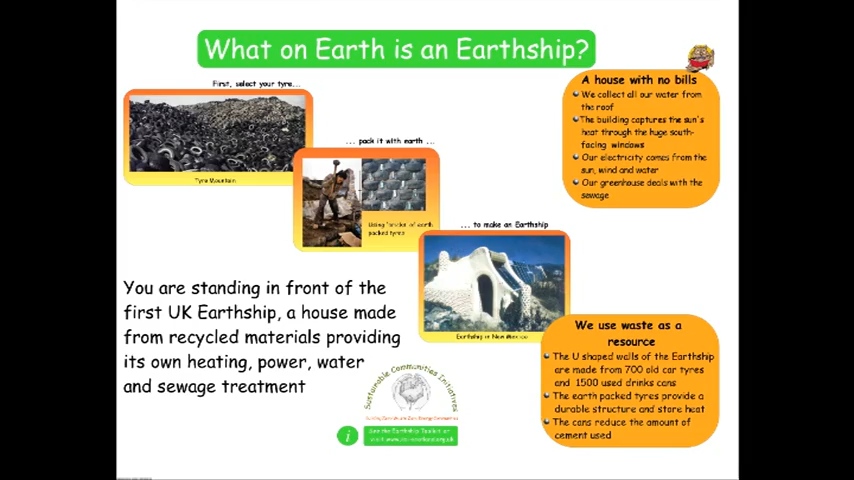 What on Earth is an Earthship?
First, select your tyre...
Tyre Mountain
... pack it with earth ...
Using 'bricks' of earth
packed tyres
... to make an Earthship
Earthship in New Mexico
A house with no bills
We collect all our water from
the roof
The building captures the sun's
heat through the huge south-
facing windows
Our electricity comes from the
sun, wind and water
Our greenhouse deals with the
sewage
You are standing in front of the
first UK Earthship, a house made
from recycled materials providing
its own heating, power, water
and sewage treatment
We use waste as a
resource
The U shaped walls of the Earthship
are made from 700 old car tyres
and 1500 used drinks cans
The earth packed tyres provide a
durable structure and store heat
The cans reduce the amount of
cement used
Sustainable Communities Initiatives
i
See the Earthship Toolkit or
visit